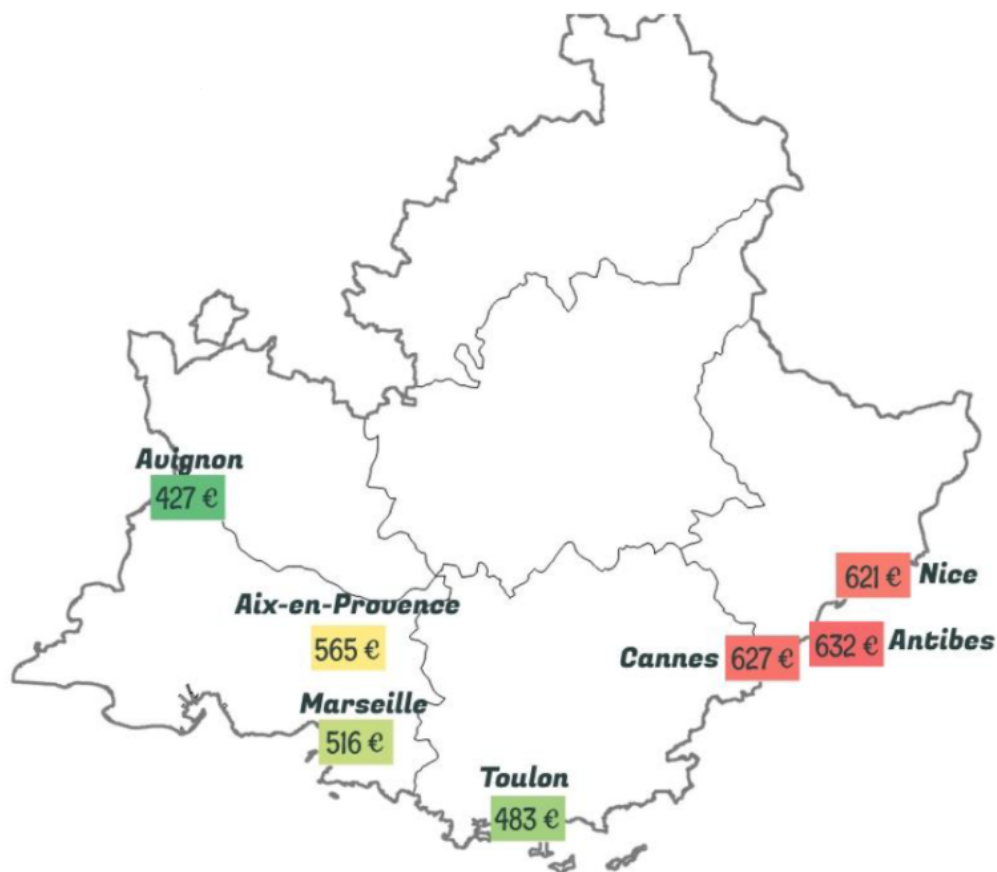 Avignon
427 €
621 € Nice
Aix-en-Provence
565 €
Cannes 627 €
632 € Antibes
Marseille
516 €
Toulon
483 €